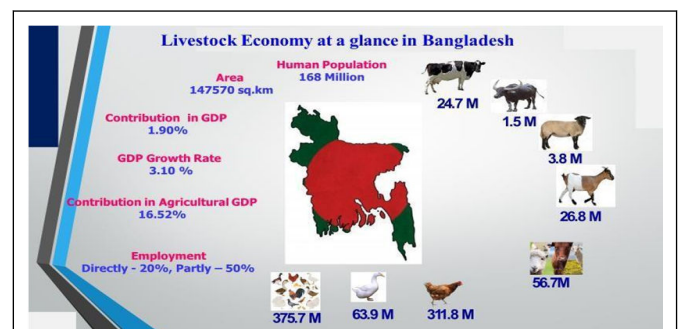 Livestock Economy at a glance in Bangladesh
Human Population
168 Million
Area
147570 sq.km
24.7 M
1.5 M
Contribution in GDP
1.90%
3.8 M
GDP Growth Rate
3.10 %
Contribution in Agricultural GDP
16.52%
26.8 M
Employment
Directly - 20%, Partly – 50%
56.7M
375.7 M
63.9 M
311.8 M